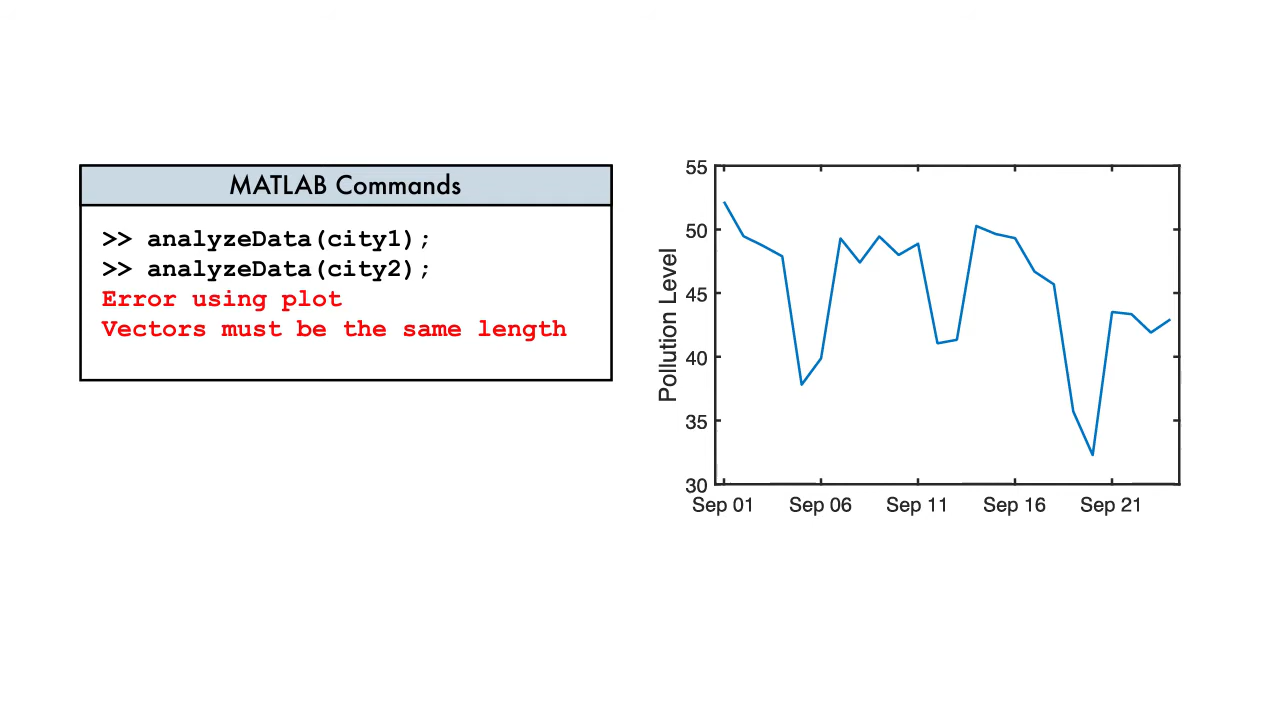 MATLAB Commands
>> analyzeData(city1);
>> analyzeData(city2);
Error using plot
Vectors must be the same length
Pollution Level
55
50
45
40
35
30
Sep 01 Sep 06 Sep 11 Sep 16 Sep 21